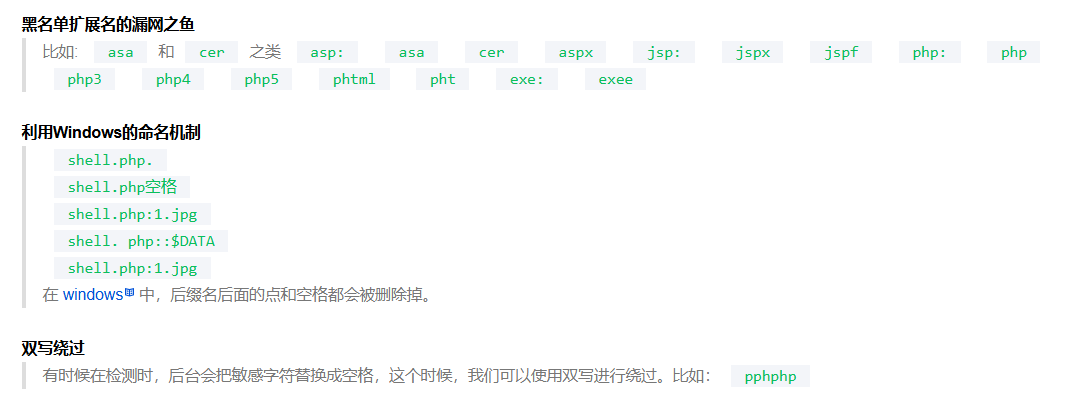 黑名单扩展名的漏网之鱼
比如: asa 和 cer 之类 asp: asa cer aspx jsp: jspx jspf php: php
php3 php4 php5 phtml pht exe: exee
利用Windows的命名机制
shell.php.
shell.php空格
shell.php:1.jpg
shell. php::$DATA
shell.php:1.jpg
在 windows 中，后缀名后面的点和空格都会被删除掉。
双写绕过
有时候在检测时，后台会把敏感字符替换成空格，这个时候，我们可以使用双写进行绕过。比如： pphphp